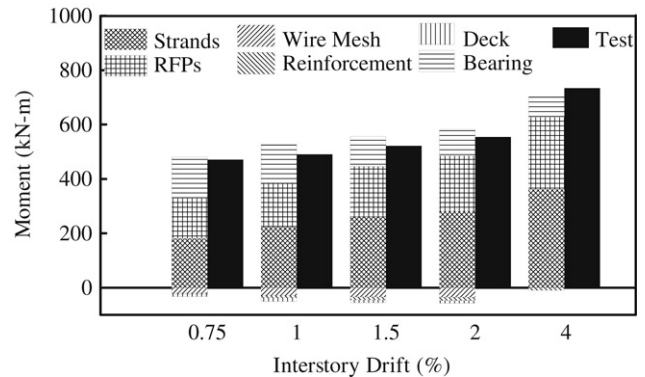 1000
800
600
400
200
0
Moment (kN-m)
Strands Wire Mesh Deck Test
RFPs Reinforcement Bearing
0.75 1 1.5 2 4
Interstory Drift (%)